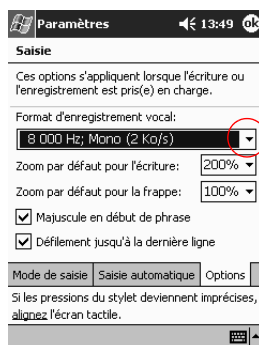 Paramètres 13:49 ok
Saisie
Ces options s'appliquent lorsque l'écriture ou
l'enregistrement est pris(e) en charge.
Format d'enregistrement vocal:
8 000 Hz; Mono (2 Ko/s)
Zoom par défaut pour l'écriture: 200%
Zoom par défaut pour la frappe: 100%
Majuscule en début de phrase
Défilement jusqu'à la dernière ligne
Mode de saisie Saisie automatique Options
Si les pressions du stylet deviennent imprécises,
alignez l'écran tactile.